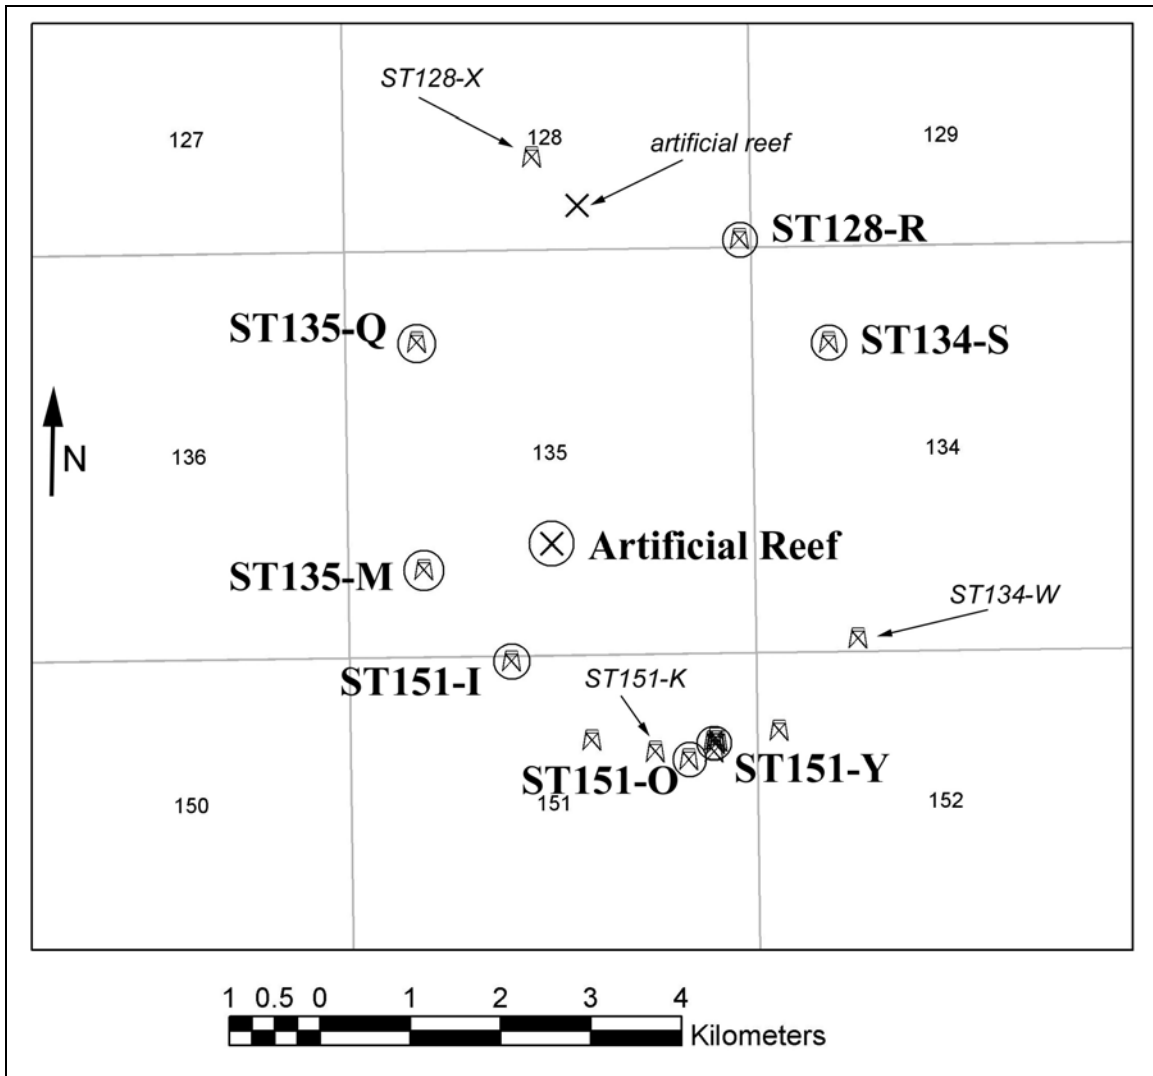 ST128-X
127
128
129
artificial reef
ST128-R
ST135-Q
ST134-S
N
136
135
134
Artificial Reef
ST135-M
ST134-W
ST151-I
ST151-K
ST151-O
ST151-Y
150
151
152
1 0.5 0 1 2 3 4
Kilometers